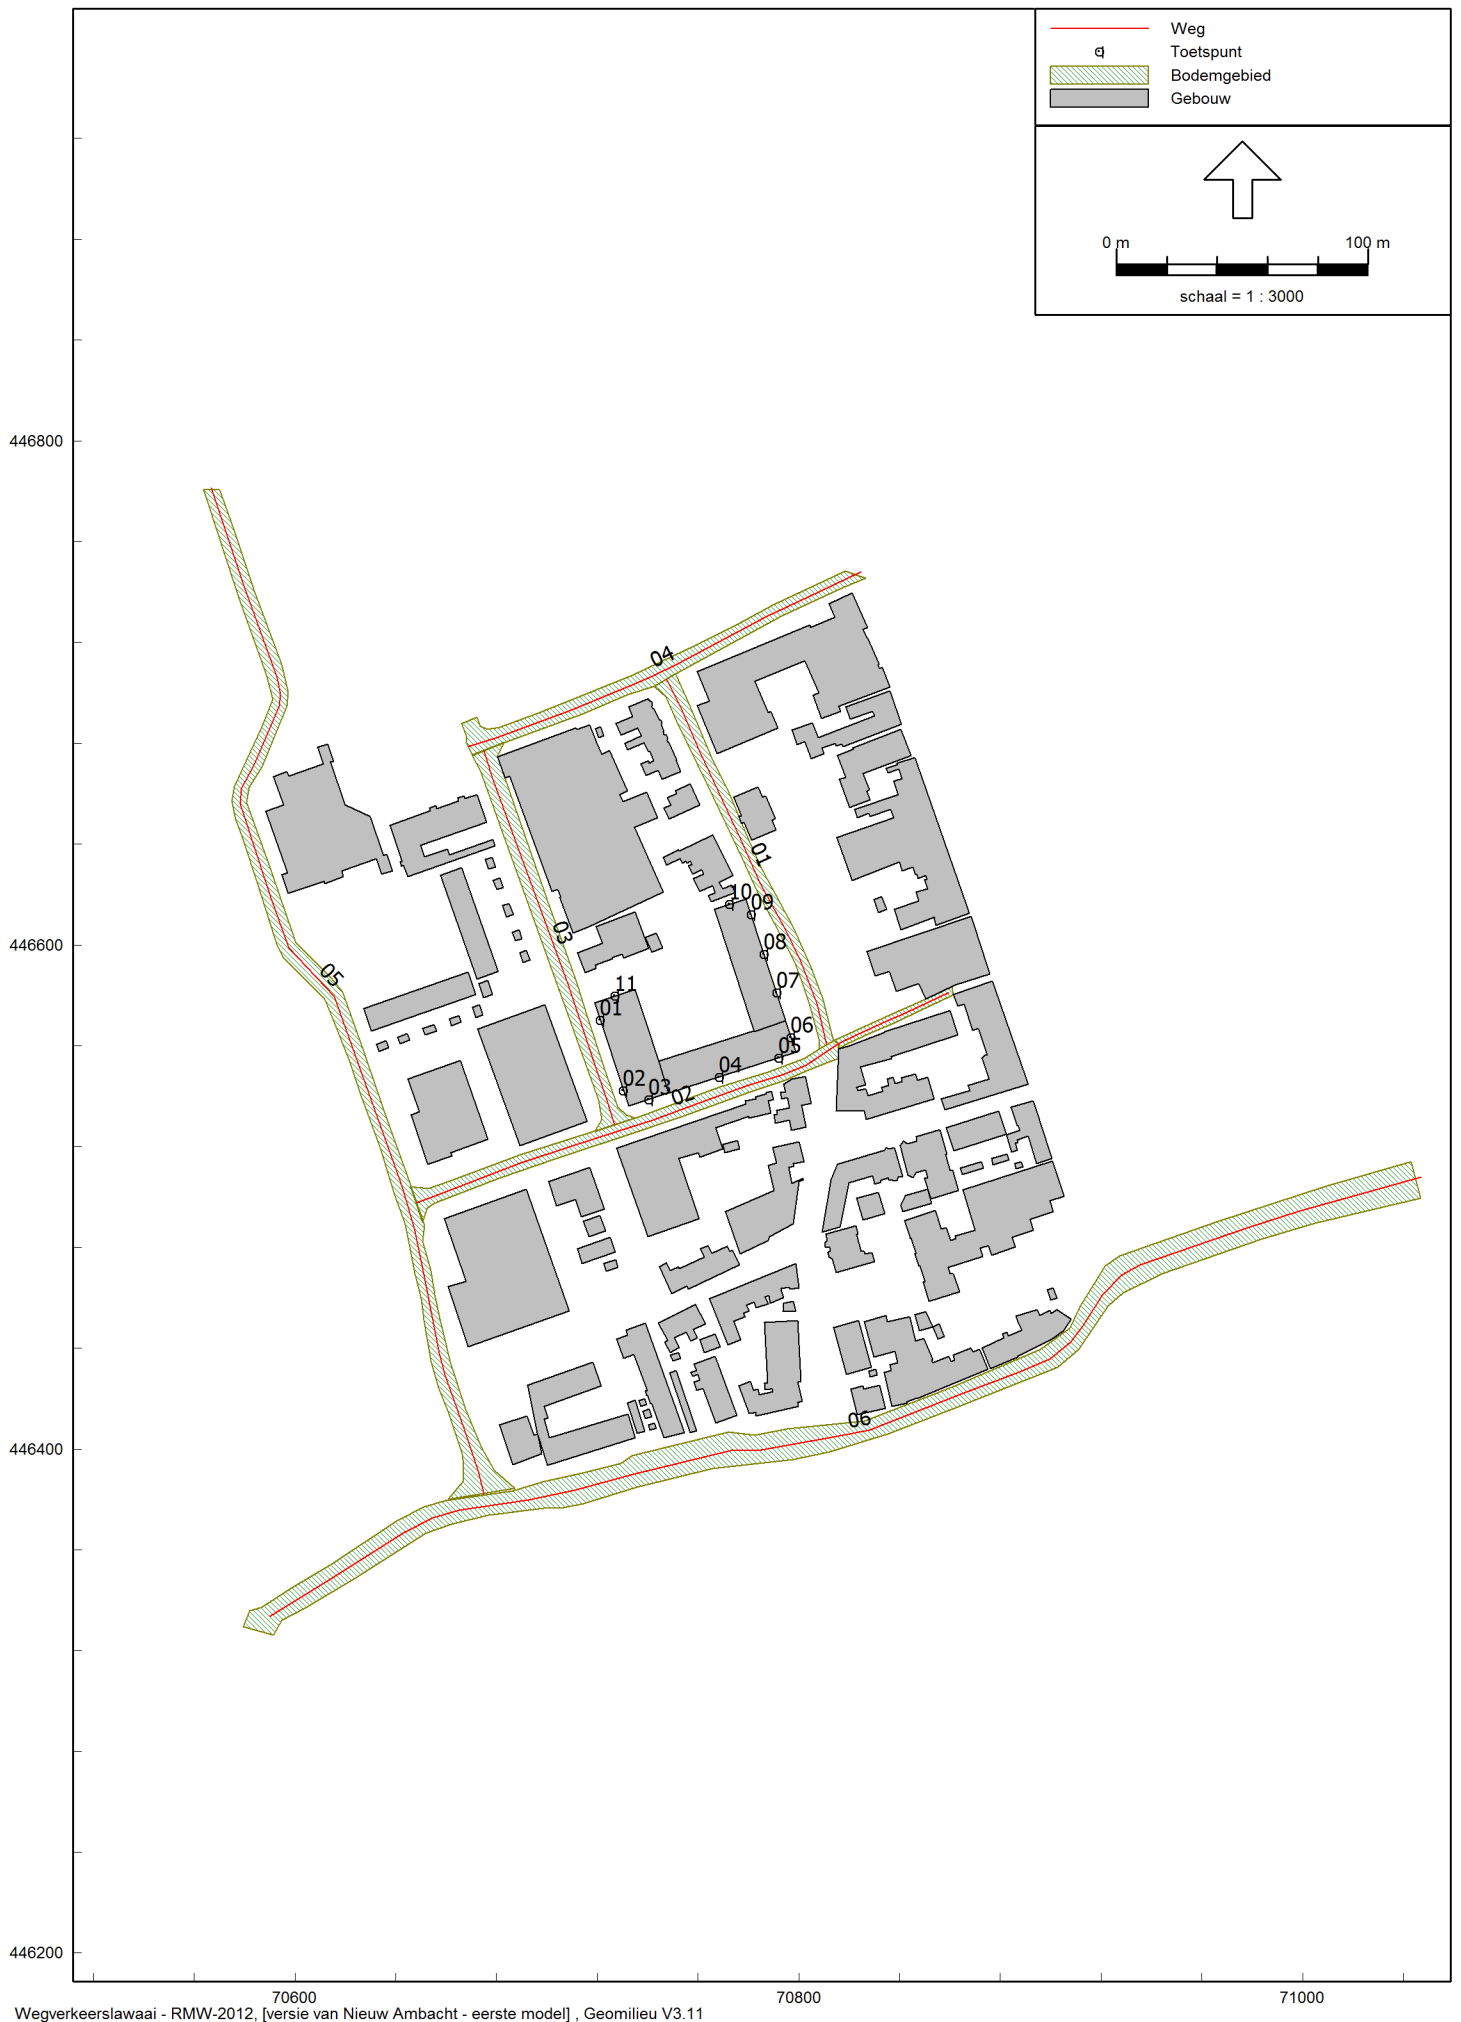 Weg
Toetspunt
Bodemgebied
Gebouw
0 m 100 m
schaal = 1 : 3000
446800
04
01
10
09
03
08
05
07
11
01
06
05
04
02
03
02
06
446600
446400
446200
70600 70800 71000
Wegverkeerslawaai - RMW-2012, [versie van Nieuw Ambacht - eerste model] , Geomilieu V3.11